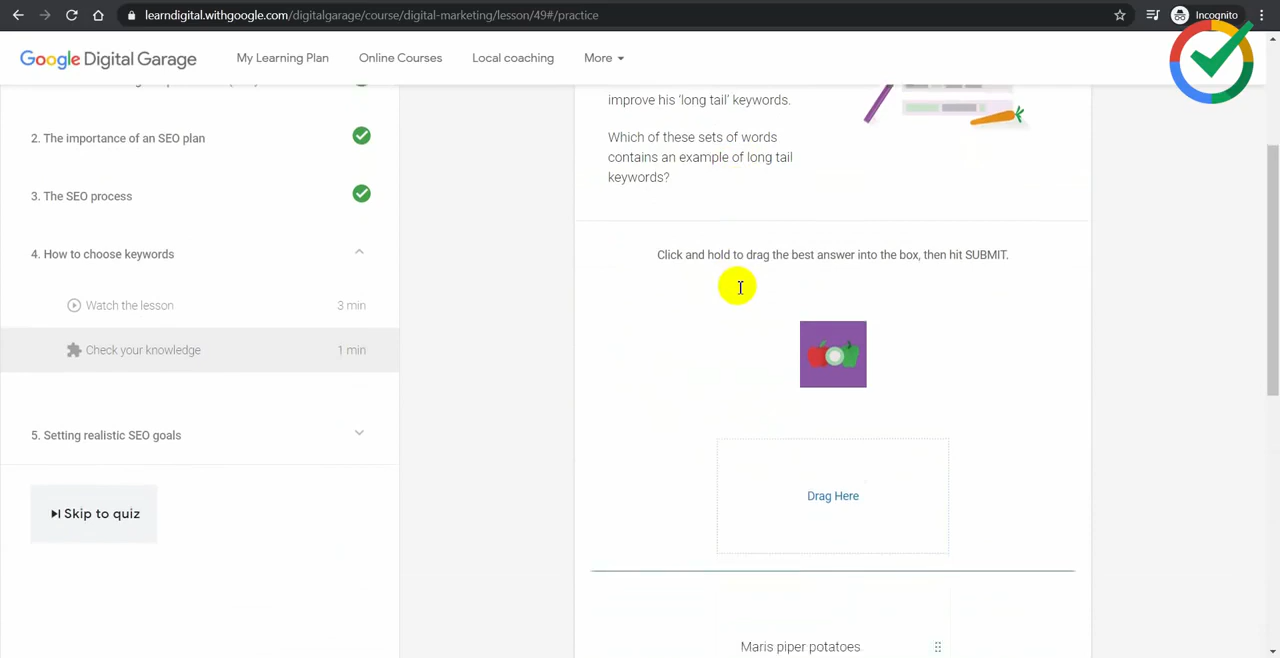 learndigital.withgoogle.com/digitalgarage/course/digital-marketing/lesson/49#/practice
Incognito
Google Digital Garage
My Learning Plan
Online Courses
Local coaching
More
2. The importance of an SEO plan
3. The SEO process
4. How to choose keywords
Watch the lesson
3 min
Check your knowledge
1 min
5. Setting realistic SEO goals
Skip to quiz
improve his ‘long tail’ keywords.
Which of these sets of words
contains an example of long tail
keywords?
Click and hold to drag the best answer into the box, then hit SUBMIT.
Drag Here
Maris piper potatoes